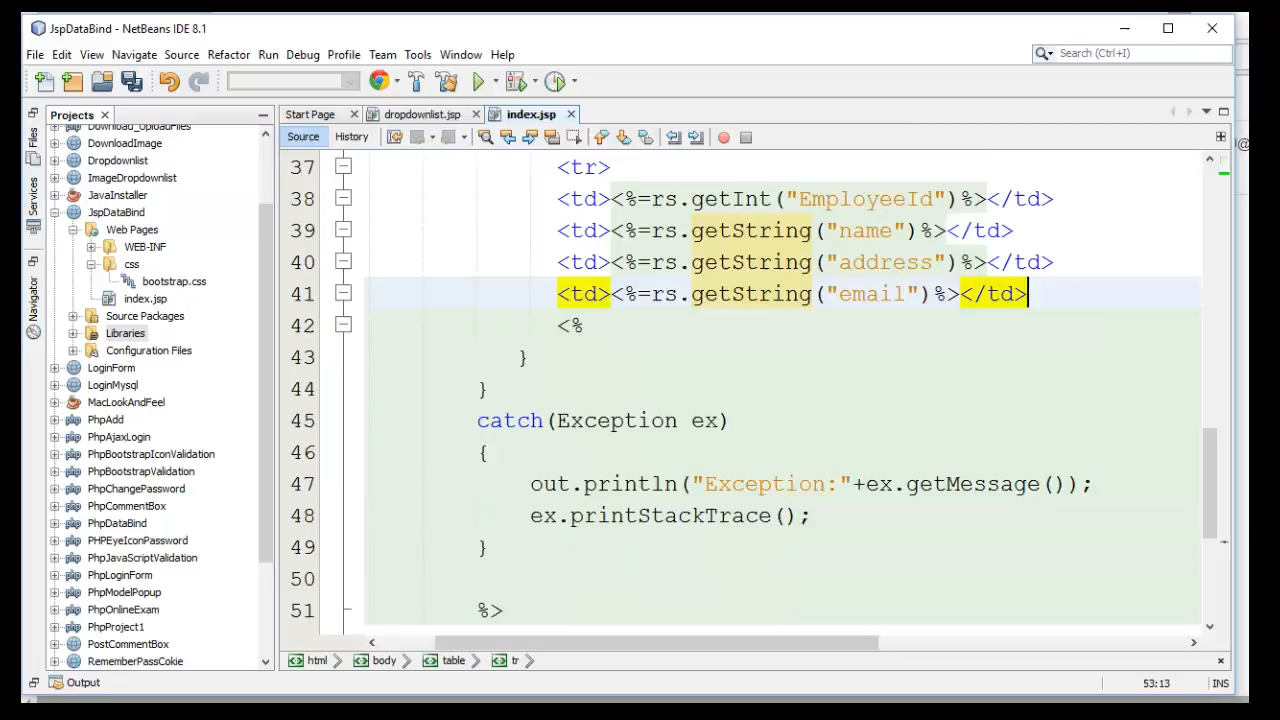 JspDataBind - NetBeans IDE 8.1
File Edit View Navigate Source Refactor Run Debug Profile Team Tools Window Help
Search (Ctrl+I)
Projects
Start Page
dropdownlist.jsp
index.jsp
Source History
Files
Services
Navigator
Download_UploadFiles
DownloadImage
Dropdownlist
ImageDropdownlist
JavaInstaller
JspDataBind
Web Pages
WEB-INF
css
bootstrap.css
index.jsp
Source Packages
Libraries
Configuration Files
LoginForm
LoginMysql
MacLookAndFeel
PhpAdd
PhpAjaxLogin
PhpBootstrapIconValidation
PhpBootstrapValidation
PhpChangePassword
PhpCommentBox
PhpDataBind
PHPEyeIconPassword
PhpJavaScriptValidation
PhpLoginForm
PhpModelPopup
PhpOnlineExam
PhpProject1
PostCommentBox
RememberPassCokie
37 <tr>
38 <td><%=rs.getInt("EmployeeId")%></td>
39 <td><%=rs.getString("name")%></td>
40 <td><%=rs.getString("address")%></td>
41 <td><%=rs.getString("email")%></td>
42 <%
43 }
44 }
45 catch(Exception ex)
46 {
47 out.println("Exception:"+ex.getMessage());
48 ex.printStackTrace();
49 }
50
51 %>
html body table tr
Output
53:13 INS